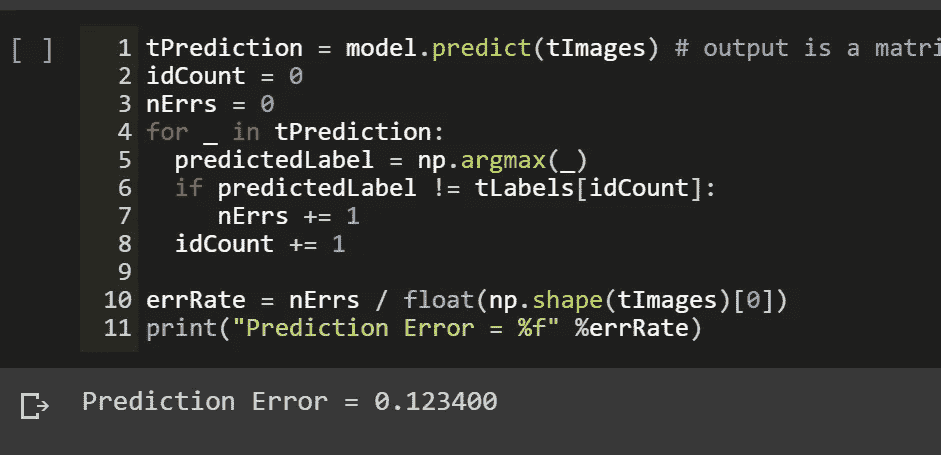 [ ] 1 tPrediction = model.predict(tImages) # output is a matri
2 idCount = 0
3 nErrs = 0
4 for _ in tPrediction:
5   predictedLabel = np.argmax(_)
6   if predictedLabel != tLabels[idCount]:
7      nErrs += 1
8   idCount += 1
9
10 errRate = nErrs / float(np.shape(tImages)[0])
11 print("Prediction Error = %f" %errRate)
Prediction Error = 0.123400